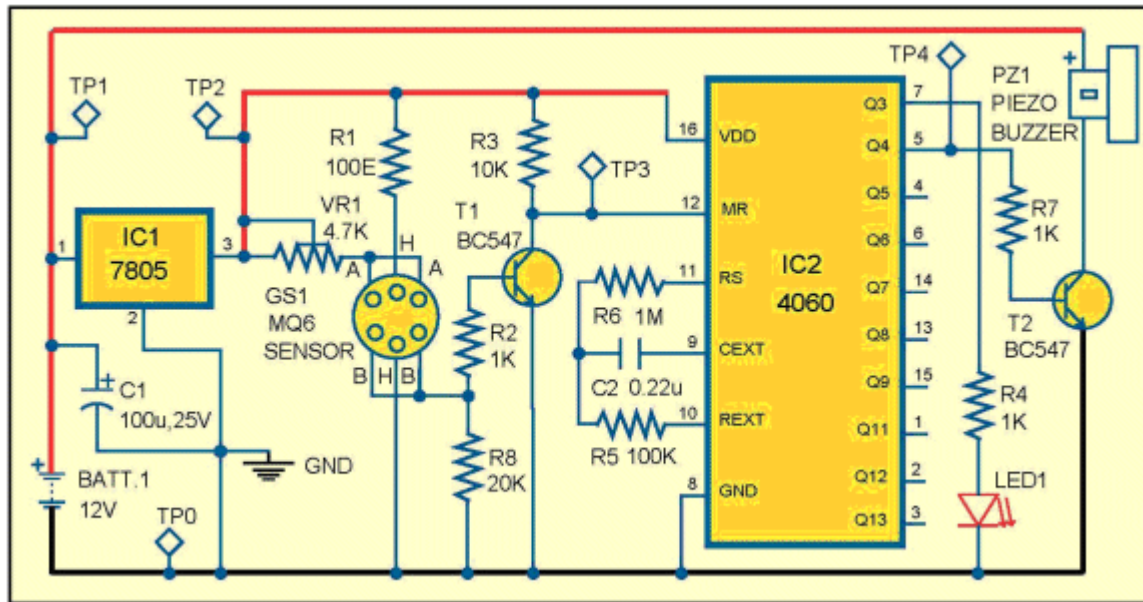 TP1
TP2
TP4
PZ1
PIEZO
BUZZER
+
R1
100E
R3
10K
TP3
16
VDD
12
MR
11
RS
9
CEXT
10
REXT
8
GND
IC2
4060
Q3
7
Q4
5
Q5
4
Q6
6
Q7
14
Q8
13
Q9
15
Q11
1
Q12
2
Q13
3
R7
1K
T2
BC547
R4
1K
LED1
1
IC1
7805
3
2
VR1
4.7K
A
H
A
GS1
MQ6
SENSOR
B
H
B
T1
BC547
R2
1K
R8
20K
R6 1M
C2 0.22u
R5 100K
+
C1
100u,25V
GND
+
BATT.1
12V
TP0